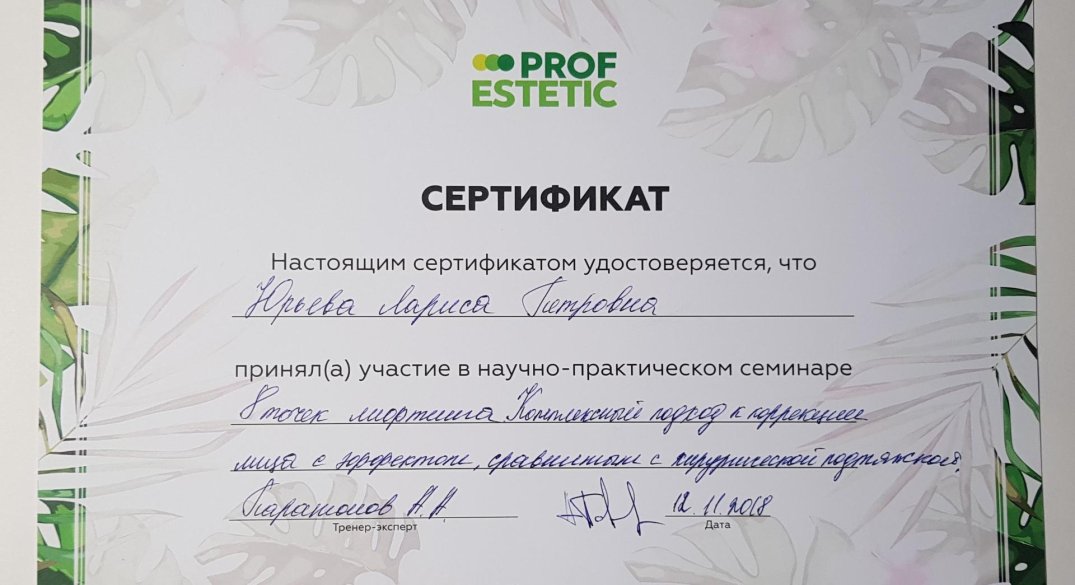 PROF
ESTETIC
СЕРТИФИКАТ
Настоящим сертификатом удостоверяется, что
Юрьева Лариса Петровна
принял(а) участие в научно-практическом семинаре
8 точек лифтинга Комплексный подход к коррекции
лица с эффектом, сравнимым с хирургической подтяжкой.
А.А. 12.11.2018
Тренер-эксперт Дата